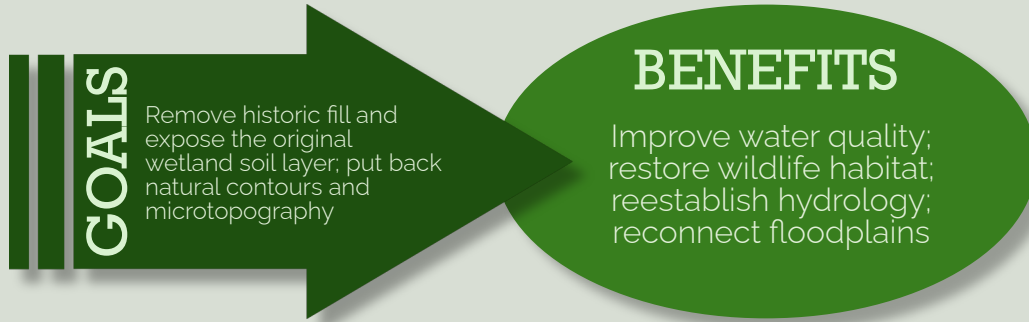 GOALS
Remove historic fill and
expose the original
wetland soil layer; put back
natural contours and
microtopography
BENEFITS
Improve water quality;
restore wildlife habitat;
reestablish hydrology;
reconnect floodplains